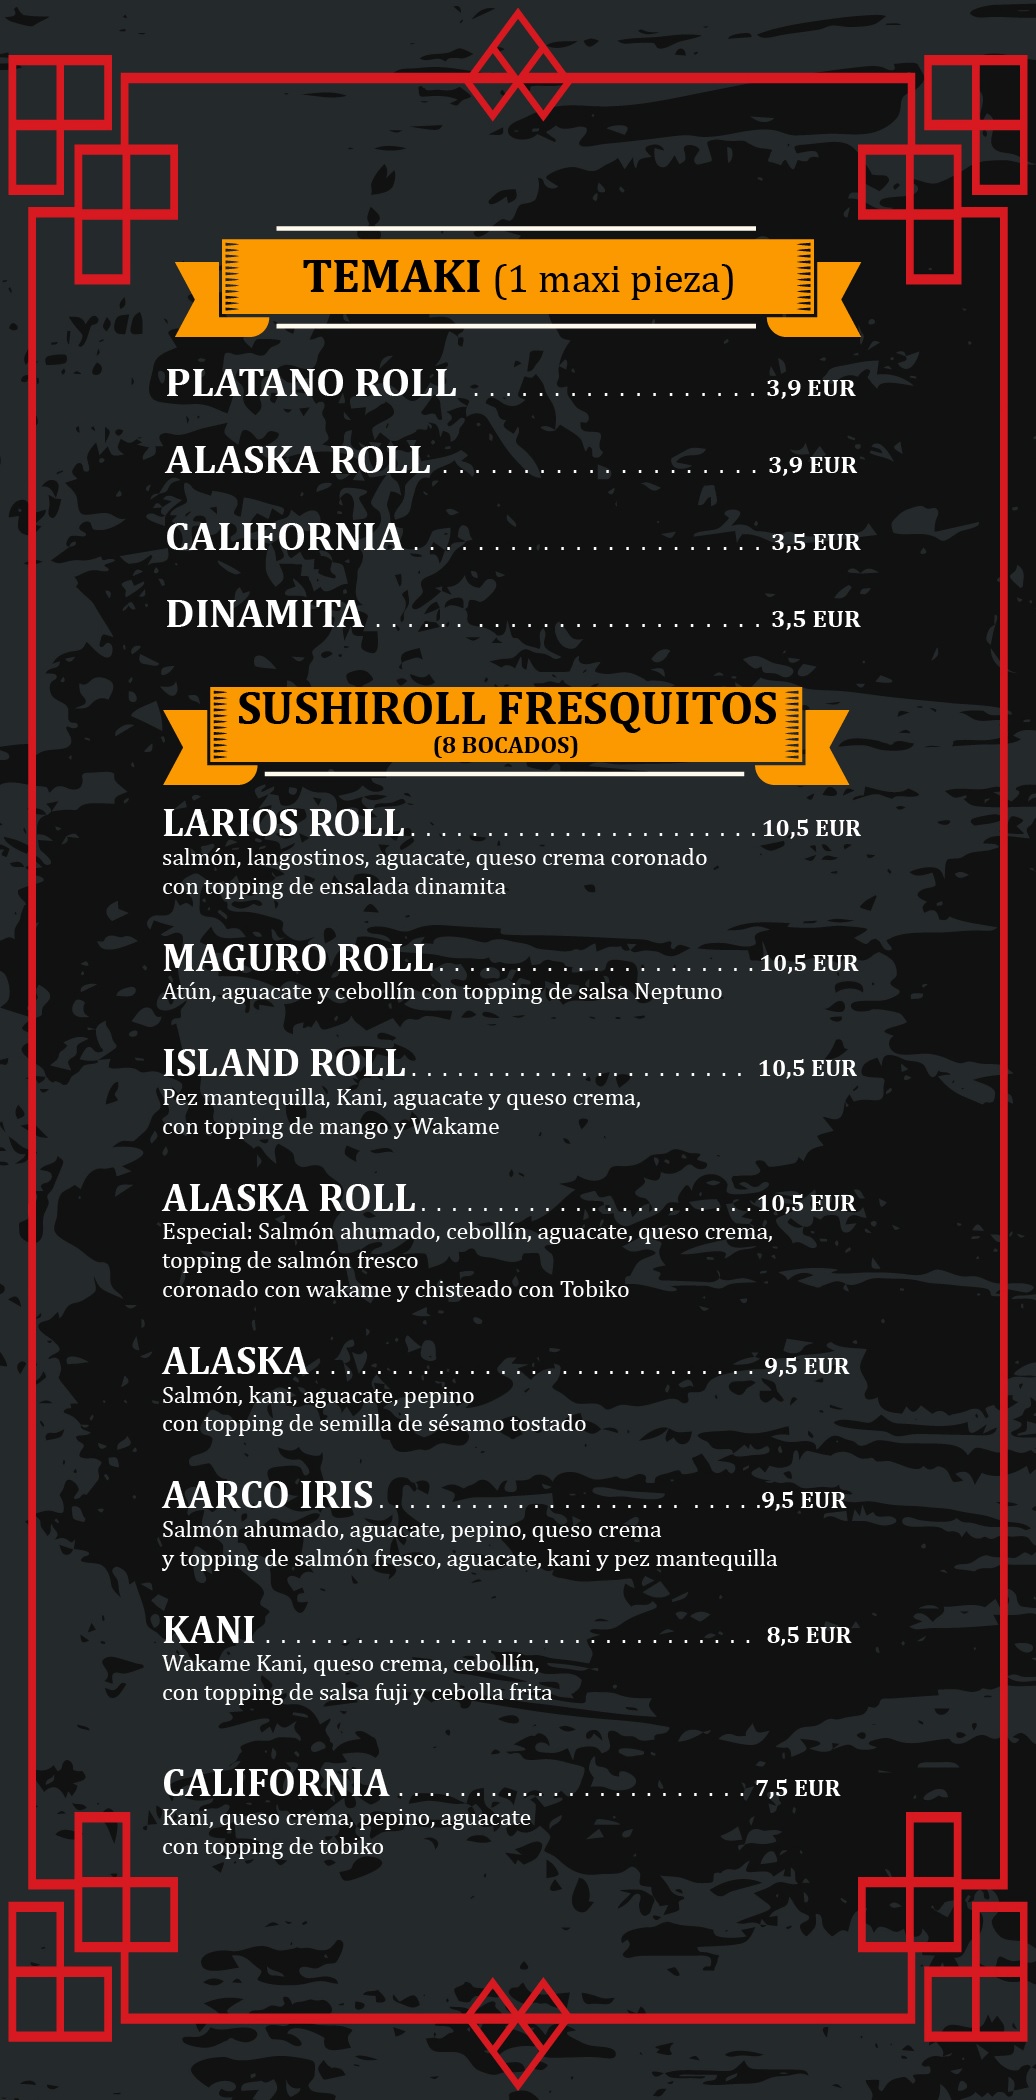 TEMAKI (1 maxi pieza)
PLATANO ROLL . . . . . . . . . . . . . . . . . . 3,9 EUR
ALASKA ROLL . . . . . . . . . . . . . . . . . . . . 3,9 EUR
CALIFORNIA . . . . . . . . . . . . . . . . . . . . . . 3,5 EUR
DINAMITA . . . . . . . . . . . . . . . . . . . . . . . . 3,5 EUR
SUSHIROLL FRESQUITOS
(8 BOCADOS)
LARIOS ROLL . . . . . . . . . . . . . . . . . . . . . . 10,5 EUR
salmón, langostinos, aguacate, queso crema coronado
con topping de ensalada dinamita
MAGURO ROLL . . . . . . . . . . . . . . . . . . . . 10,5 EUR
Atún, aguacate y cebollín con topping de salsa Neptuno
ISLAND ROLL . . . . . . . . . . . . . . . . . . . . . 10,5 EUR
Pez mantequilla, Kani, aguacate y queso crema,
con topping de mango y Wakame
ALASKA ROLL . . . . . . . . . . . . . . . . . . . . . 10,5 EUR
Especial: Salmón ahumado, cebollín, aguacate, queso crema,
topping de salmón fresco
coronado con wakame y chisteado con Tobiko
ALASKA . . . . . . . . . . . . . . . . . . . . . . . . . . . . 9,5 EUR
Salmón, kani, aguacate, pepino
con topping de semilla de sésamo tostado
AARCO IRIS . . . . . . . . . . . . . . . . . . . . . . . . 9,5 EUR
Salmón ahumado, aguacate, pepino, queso crema
y topping de salmón fresco, aguacate, kani y pez mantequilla
KANI . . . . . . . . . . . . . . . . . . . . . . . . . . . . . . . 8,5 EUR
Wakame Kani, queso crema, cebollín,
con topping de salsa fuji y cebolla frita
CALIFORNIA . . . . . . . . . . . . . . . . . . . . . . 7,5 EUR
Kani, queso crema, pepino, aguacate
con topping de tobiko